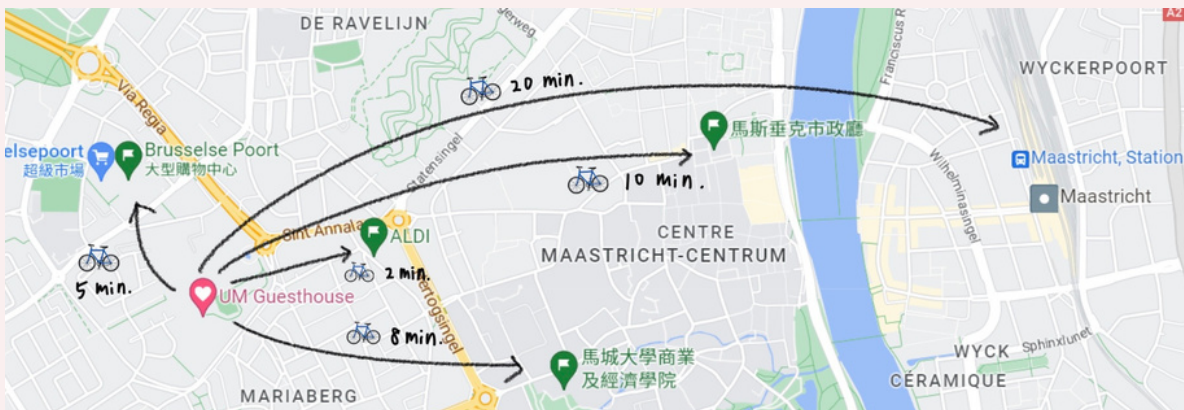 DE RAVELIJN
gerweg
Franciscus R
A2
WYCKERPOORT
Via Regia
20 min.
馬斯垂克市政廳
elsepoort
超級市場
Brusselse Poort
大型購物中心
Statensingel
Wilhelminasingel
Maastricht, Station
10 min.
Maastricht
Sint Annala
ALDI
CENTRE
MAASTRICHT-CENTRUM
5 min.
2 min.
UM Guesthouse
ertogsingel
8 min.
Sphinxlunet
WYCK
馬城大學商業
及經濟學院
CÉRAMIQUE
MARIABERG